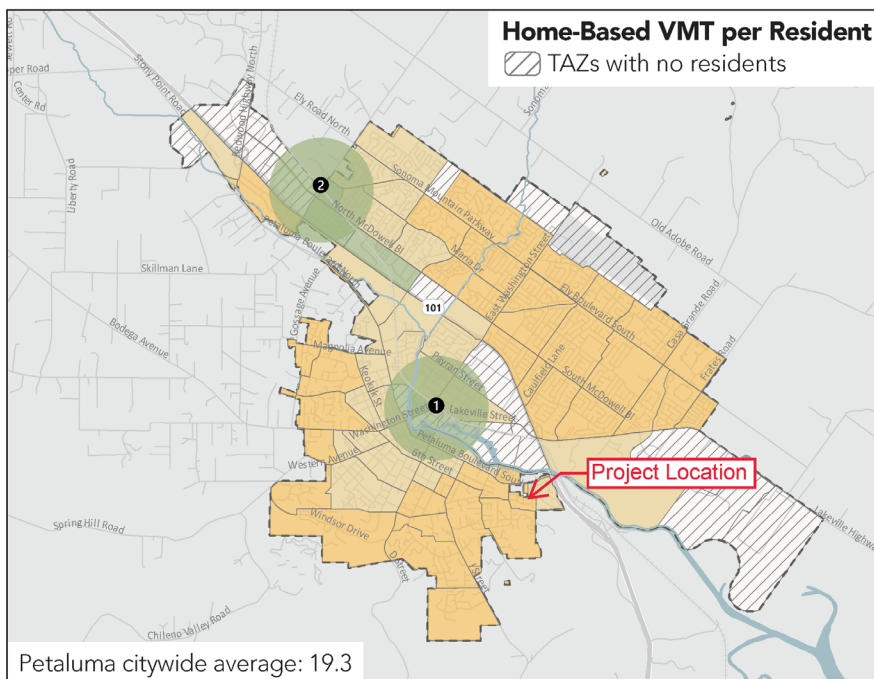 Home-Based VMT per Resident
TAZs with no residents
Stony Point Road
Center Rd
Liberty Road
Redwood Highway North
Ely Road North
Sonoma Mountain Parkway
2
North McDowell Bl
Petaluma Boulevard North
Maria Dr
Old Adobe Road
Skillman Lane
Gossage Avenue
101
East Washington Street
Ely Boulevard South
Casa Grande Road
Frates Road
Bodega Avenue
Magnolia Avenue
Payran Street
Keokuk St
Caulfield Lane
South McDowell Bl
1
Lakeville Street
Washington Street
Petaluma Boulevard South
Western Avenue
6th Street
Project Location
Lakeville Highway
Spring Hill Road
Windsor Drive
D Street
I Street
Chileno Valley Road
Petaluma citywide average: 19.3